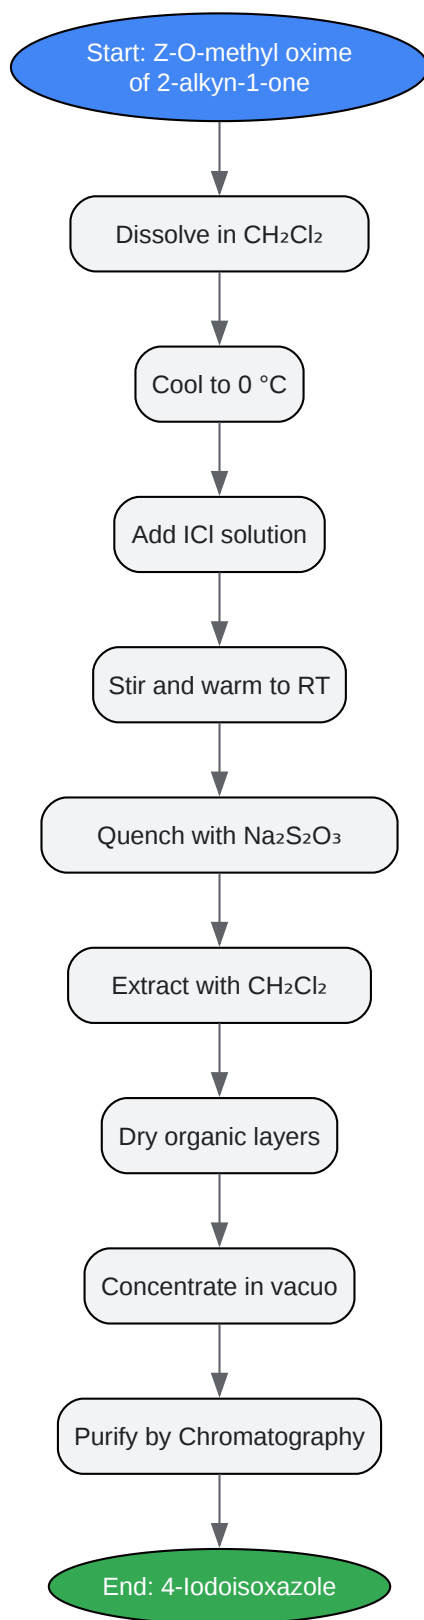 Start: Z-O-methyl oxime
of 2-alkyn-1-one
Dissolve in CH₂Cl₂
Cool to 0 °C
Add ICl solution
Stir and warm to RT
Quench with Na₂S₂O₃
Extract with CH₂Cl₂
Dry organic layers
Concentrate in vacuo
Purify by Chromatography
End: 4-Iodoisoxazole